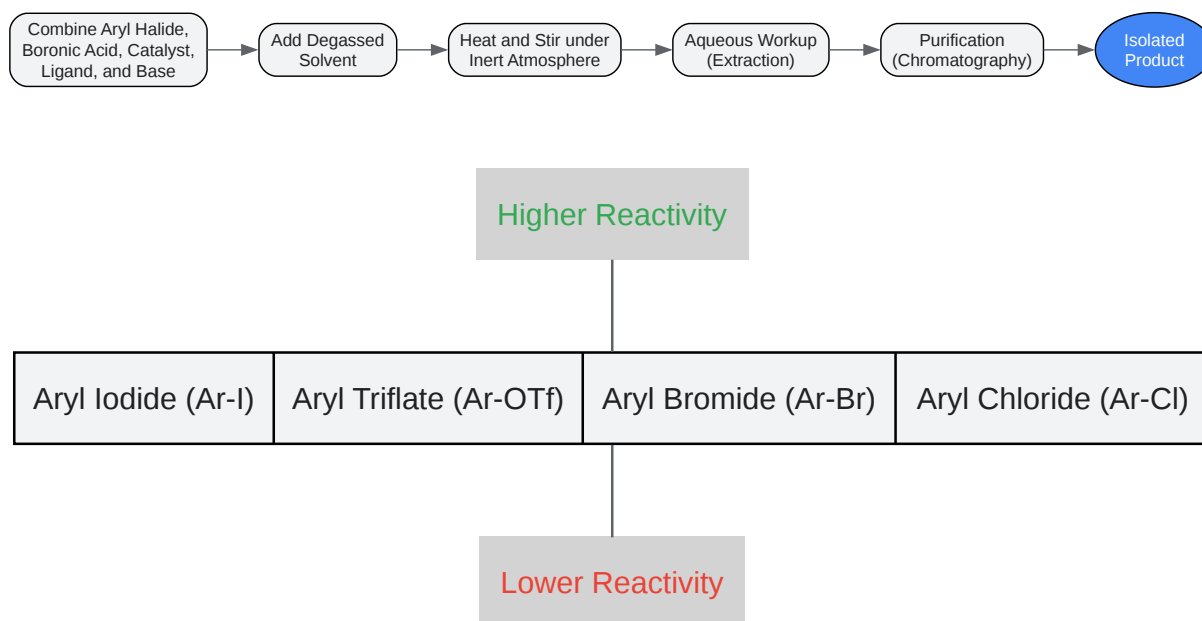 Combine Aryl Halide,
Boronic Acid, Catalyst,
Ligand, and Base
Add Degassed
Solvent
Heat and Stir under
Inert Atmosphere
Aqueous Workup
(Extraction)
Purification
(Chromatography)
Isolated
Product
Higher Reactivity
Aryl Iodide (Ar-I)
Aryl Triflate (Ar-OTf)
Aryl Bromide (Ar-Br)
Aryl Chloride (Ar-Cl)
Lower Reactivity